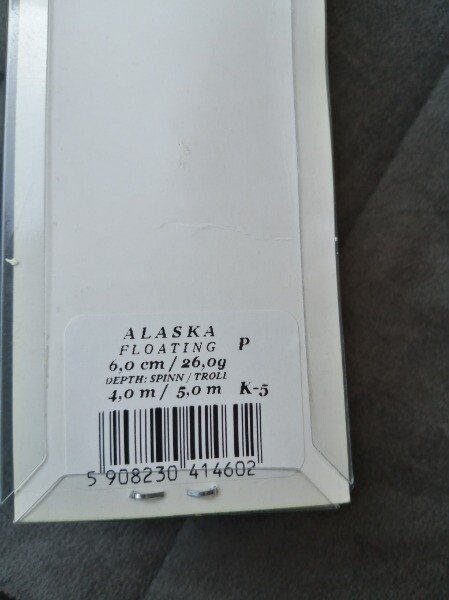 ALASKA
FLOATING P
6,0 cm / 26,0g
DEPTH: SPINN / TROLL
4,0 m / 5,0 m K-5
5 908230 414602